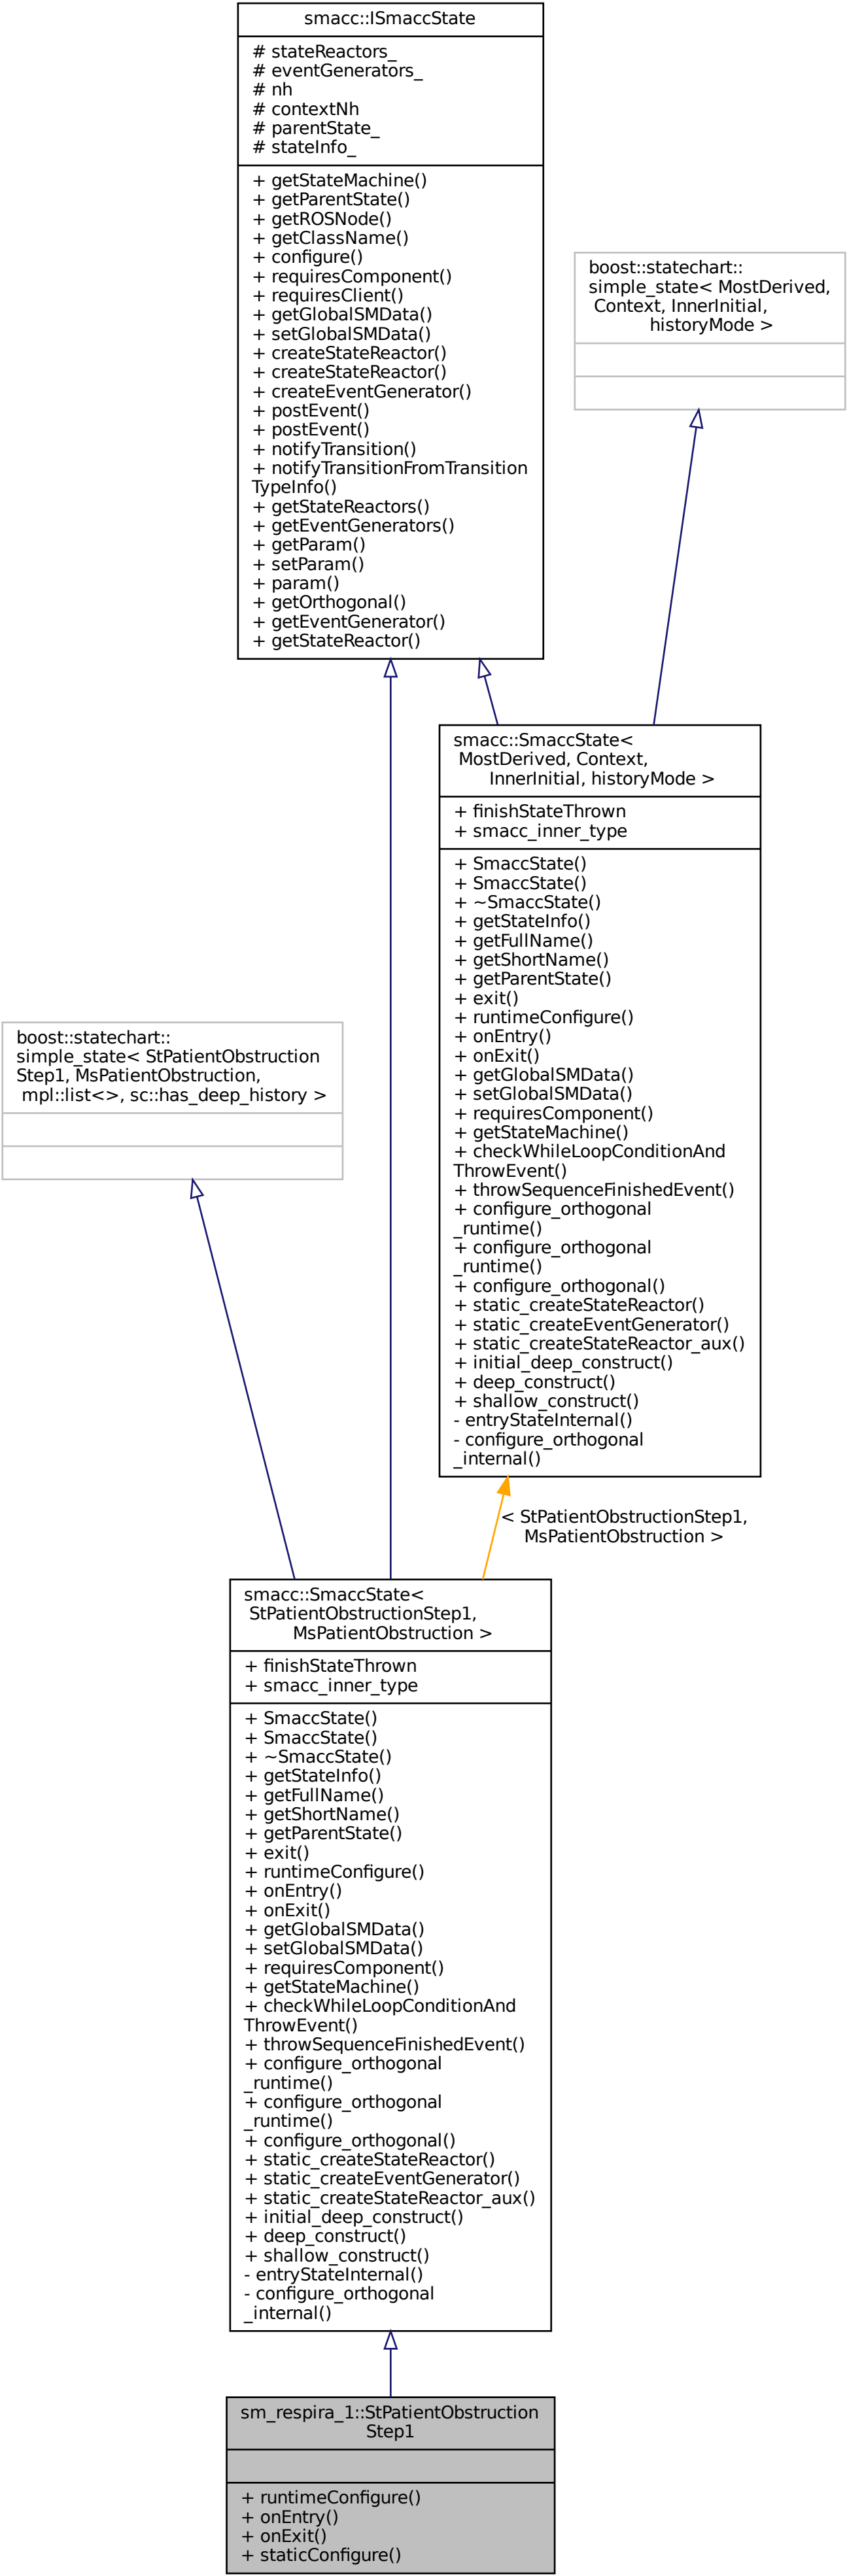 smacc::ISmaccState
# stateReactors_
# eventGenerators_
# nh
# contextNh
# parentState_
# stateInfo_
+ getStateMachine()
+ getParentState()
+ getROSNode()
+ getClassName()
+ configure()
+ requiresComponent()
+ requiresClient()
+ getGlobalSMData()
+ setGlobalSMData()
+ createStateReactor()
+ createStateReactor()
+ createEventGenerator()
+ postEvent()
+ postEvent()
+ notifyTransition()
+ notifyTransitionFromTransition
TypeInfo()
+ getStateReactors()
+ getEventGenerators()
+ getParam()
+ setParam()
+ param()
+ getOrthogonal()
+ getEventGenerator()
+ getStateReactor()
boost::statechart::
simple_state< MostDerived,
Context, InnerInitial,
historyMode >
smacc::SmaccState<
MostDerived, Context,
InnerInitial, historyMode >
+ finishStateThrown
+ smacc_inner_type
+ SmaccState()
+ SmaccState()
+ ~SmaccState()
+ getStateInfo()
+ getFullName()
+ getShortName()
+ getParentState()
+ exit()
+ runtimeConfigure()
+ onEntry()
+ onExit()
+ getGlobalSMData()
+ setGlobalSMData()
+ requiresComponent()
+ getStateMachine()
+ checkWhileLoopConditionAnd
ThrowEvent()
+ throwSequenceFinishedEvent()
+ configure_orthogonal
_runtime()
+ configure_orthogonal
_runtime()
+ configure_orthogonal()
+ static_createStateReactor()
+ static_createEventGenerator()
+ static_createStateReactor_aux()
+ initial_deep_construct()
+ deep_construct()
+ shallow_construct()
- entryStateInternal()
- configure_orthogonal
_internal()
boost::statechart::
simple_state< StPatientObstruction
Step1, MsPatientObstruction,
mpl::list<>, sc::has_deep_history >
< StPatientObstructionStep1,
MsPatientObstruction >
smacc::SmaccState<
StPatientObstructionStep1,
MsPatientObstruction >
+ finishStateThrown
+ smacc_inner_type
+ SmaccState()
+ SmaccState()
+ ~SmaccState()
+ getStateInfo()
+ getFullName()
+ getShortName()
+ getParentState()
+ exit()
+ runtimeConfigure()
+ onEntry()
+ onExit()
+ getGlobalSMData()
+ setGlobalSMData()
+ requiresComponent()
+ getStateMachine()
+ checkWhileLoopConditionAnd
ThrowEvent()
+ throwSequenceFinishedEvent()
+ configure_orthogonal
_runtime()
+ configure_orthogonal
_runtime()
+ configure_orthogonal()
+ static_createStateReactor()
+ static_createEventGenerator()
+ static_createStateReactor_aux()
+ initial_deep_construct()
+ deep_construct()
+ shallow_construct()
- entryStateInternal()
- configure_orthogonal
_internal()
sm_respira_1::StPatientObstruction
Step1
+ runtimeConfigure()
+ onEntry()
+ onExit()
+ staticConfigure()